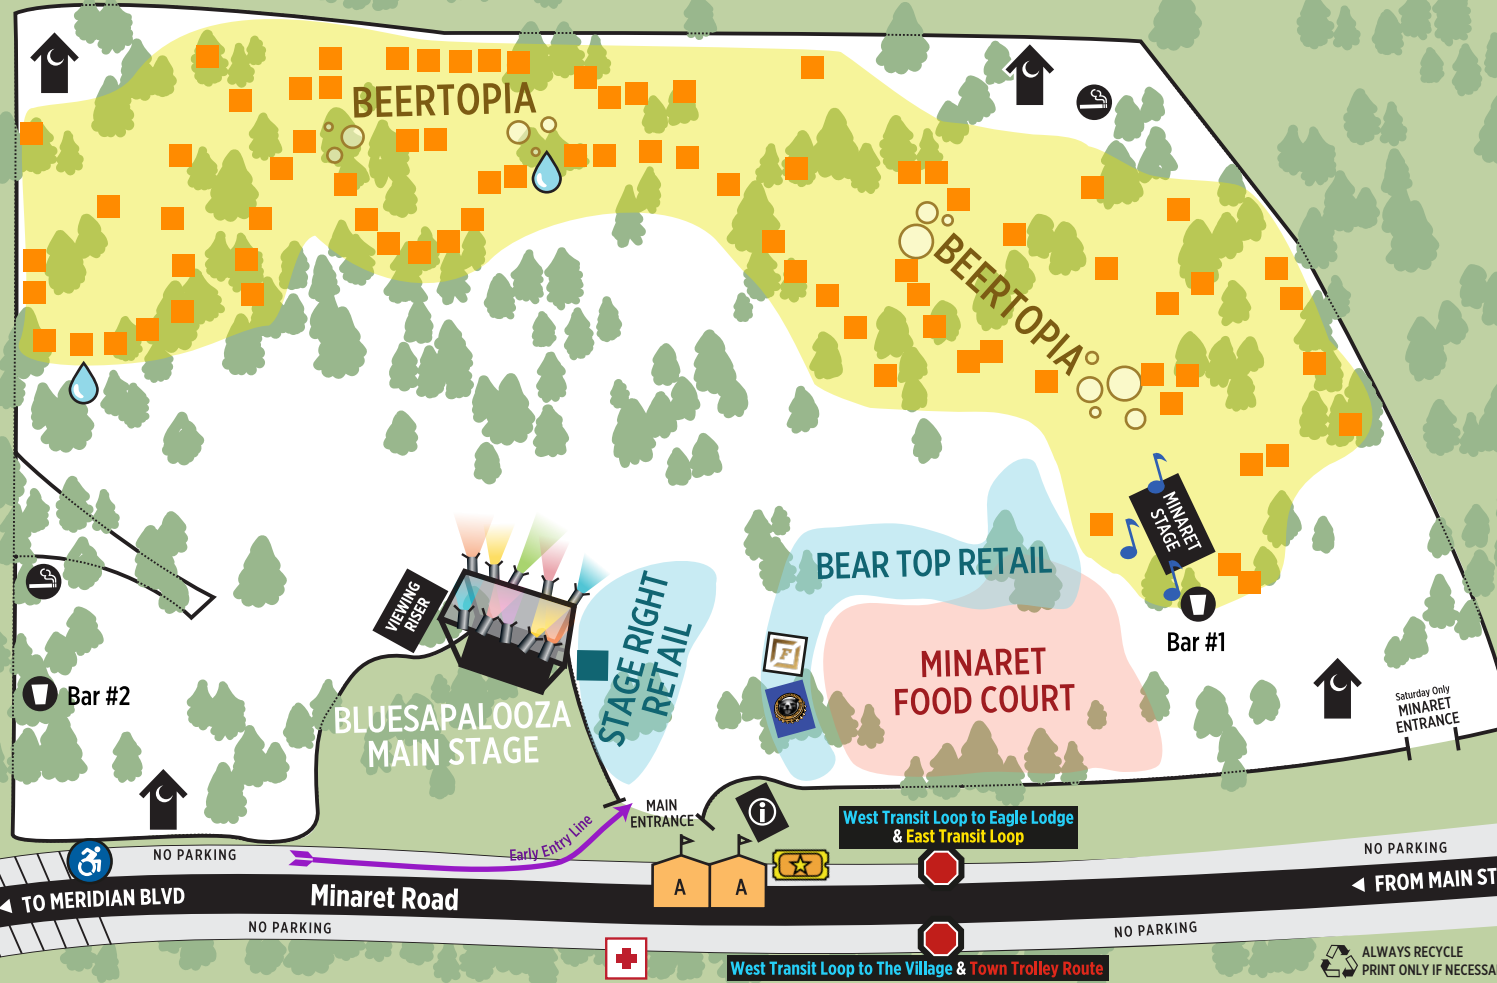 BEERTOPIA
BEERTOPIA
MINARET
STAGE
BEAR TOP RETAIL
VIEWING
RISER
STAGE RIGHT
RETAIL
Bar #1
MINARET
FOOD COURT
F
Bar #2
BLUESAPALOOZA
MAIN STAGE
Saturday Only
MINARET
ENTRANCE
MAIN
ENTRANCE
i
Early Entry Line
West Transit Loop to Eagle Lodge
& East Transit Loop
NO PARKING
NO PARKING
A
A
TO MERIDIAN BLVD
Minaret Road
FROM MAIN ST
NO PARKING
NO PARKING
West Transit Loop to The Village & Town Trolley Route
ALWAYS RECYCLE
PRINT ONLY IF NECESSA